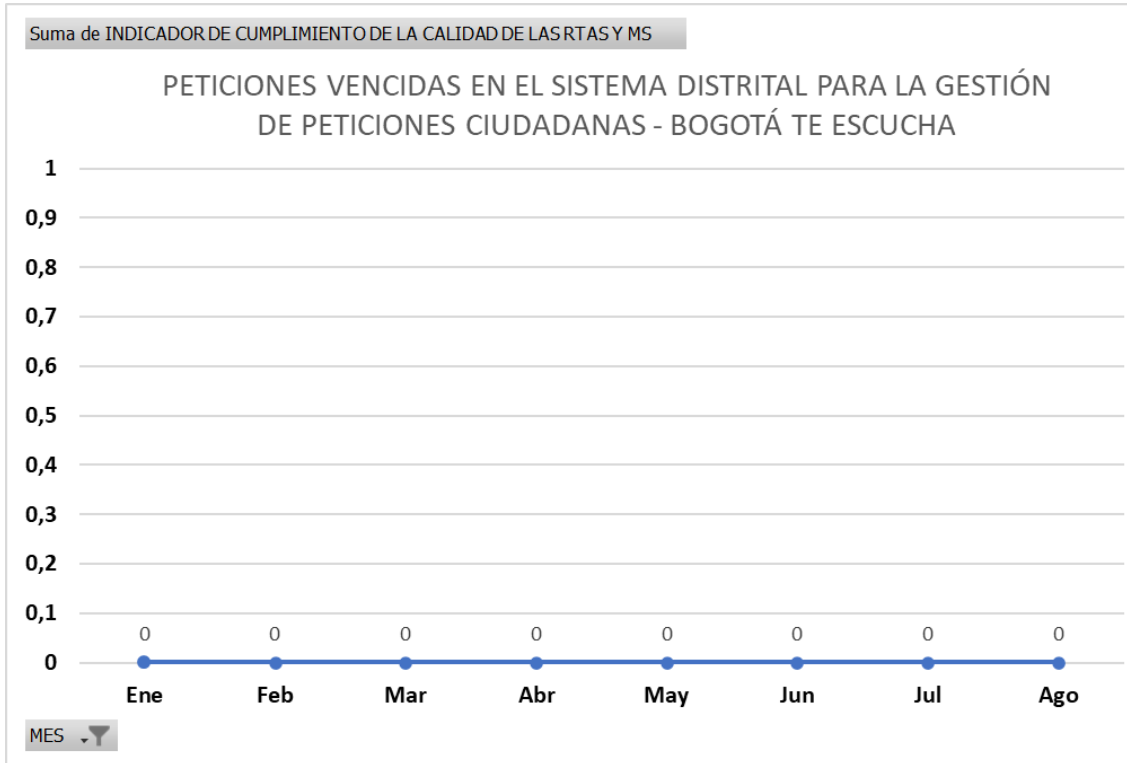 Suma de INDICADOR DE CUMPLIMIENTO DE LA CALIDAD DE LAS RTAS Y MS
PETICIONES VENCIDAS EN EL SISTEMA DISTRITAL PARA LA GESTIÓN
DE PETICIONES CIUDADANAS - BOGOTÁ TE ESCUCHA
1
0,9
0,8
0,7
0,6
0,5
0,4
0,3
0,2
0,1
0 0 0 0 0 0 0 0
0
Ene Feb Mar Abr May Jun Jul Ago
MES